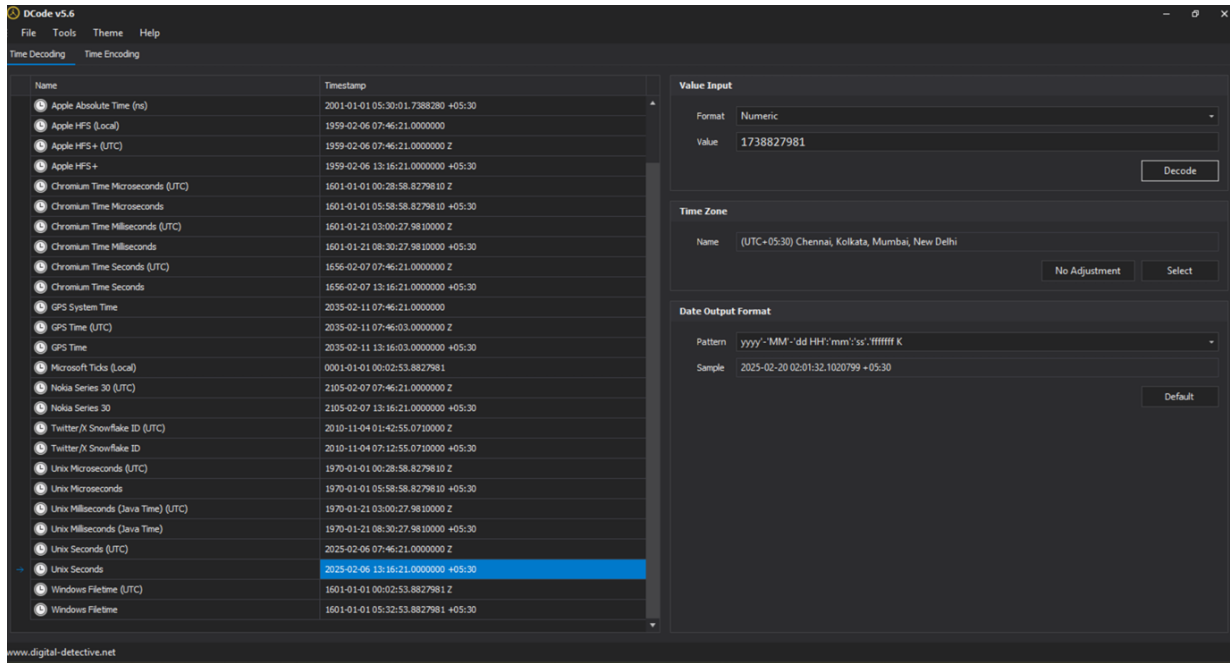 DCode v5.6
File Tools Theme Help
Time Decoding Time Encoding
Name Timestamp
Apple Absolute Time (ns) 2001-01-01 05:30:01.7388280 +05:30
Apple HFS (Local) 1959-02-06 07:46:21.0000000
Apple HFS+ (UTC) 1959-02-06 07:46:21.0000000 Z
Apple HFS+ 1959-02-06 13:16:21.0000000 +05:30
Chromium Time Microseconds (UTC) 1601-01-01 00:28:58.8279810 Z
Chromium Time Microseconds 1601-01-01 05:58:58.8279810 +05:30
Chromium Time Milliseconds (UTC) 1601-01-21 03:00:27.9810000 Z
Chromium Time Milliseconds 1601-01-21 08:30:27.9810000 +05:30
Chromium Time Seconds (UTC) 1656-02-07 07:46:21.0000000 Z
Chromium Time Seconds 1656-02-07 13:16:21.0000000 +05:30
GPS System Time 2035-02-11 07:46:21.0000000
GPS Time (UTC) 2035-02-11 07:46:03.0000000 Z
GPS Time 2035-02-11 13:16:03.0000000 +05:30
Microsoft Ticks (Local) 0001-01-01 00:02:53.8827981
Nokia Series 30 (UTC) 2105-02-07 07:46:21.0000000 Z
Nokia Series 30 2105-02-07 13:16:21.0000000 +05:30
Twitter/X Snowflake ID (UTC) 2010-11-04 01:42:55.0710000 Z
Twitter/X Snowflake ID 2010-11-04 07:12:55.0710000 +05:30
Unix Microseconds (UTC) 1970-01-01 00:28:58.8279810 Z
Unix Microseconds 1970-01-01 05:58:58.8279810 +05:30
Unix Milliseconds (Java Time) (UTC) 1970-01-21 03:00:27.9810000 Z
Unix Milliseconds (Java Time) 1970-01-21 08:30:27.9810000 +05:30
Unix Seconds (UTC) 2025-02-06 07:46:21.0000000 Z
Unix Seconds 2025-02-06 13:16:21.0000000 +05:30
Windows Filetime (UTC) 1601-01-01 00:02:53.8827981 Z
Windows Filetime 1601-01-01 05:32:53.8827981 +05:30
Value Input
Format Numeric
Value 1738827981
Decode
Time Zone
Name (UTC+05:30) Chennai, Kolkata, Mumbai, New Delhi
No Adjustment Select
Date Output Format
Pattern yyyy'-'MM'-'dd HH':'mm':'ss'.'fffffff K
Sample 2025-02-20 02:01:32.1020799 +05:30
Default
www.digital-detective.net